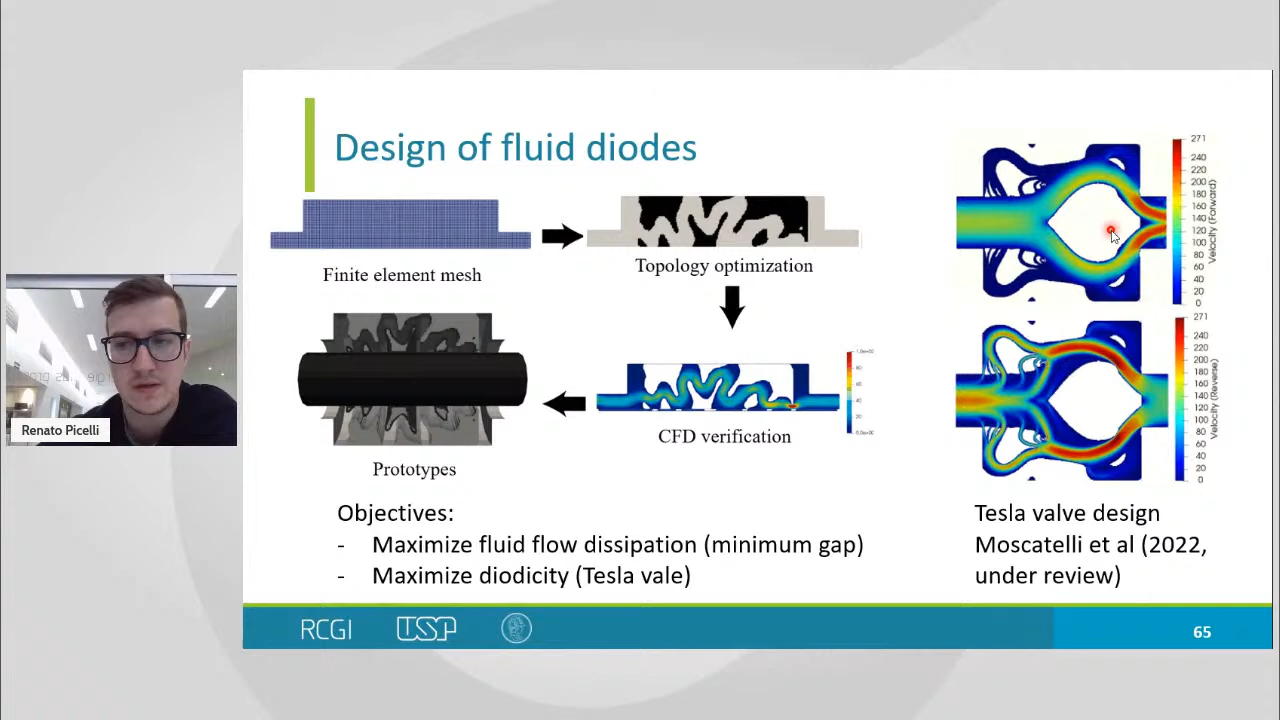 Design of fluid diodes
Finite element mesh
Topology optimization
Prototypes
CFD verification
Objectives:
- Maximize fluid flow dissipation (minimum gap)
- Maximize diodicity (Tesla vale)
271
240
220
200
180
160
140
120
100
80
60
40
20
0
Velocity (Forward)
271
240
220
200
180
160
140
120
100
80
60
40
20
0
Velocity (Reverse)
Tesla valve design
Moscatelli et al (2022,
under review)
Renato Picelli
RCGI
USP
65